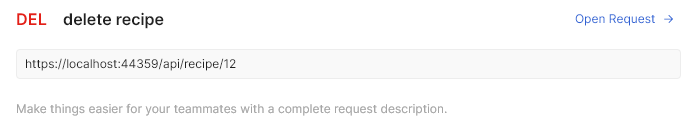 DEL delete recipe Open Request →
https://localhost:44359/api/recipe/12
Make things easier for your teammates with a complete request description.